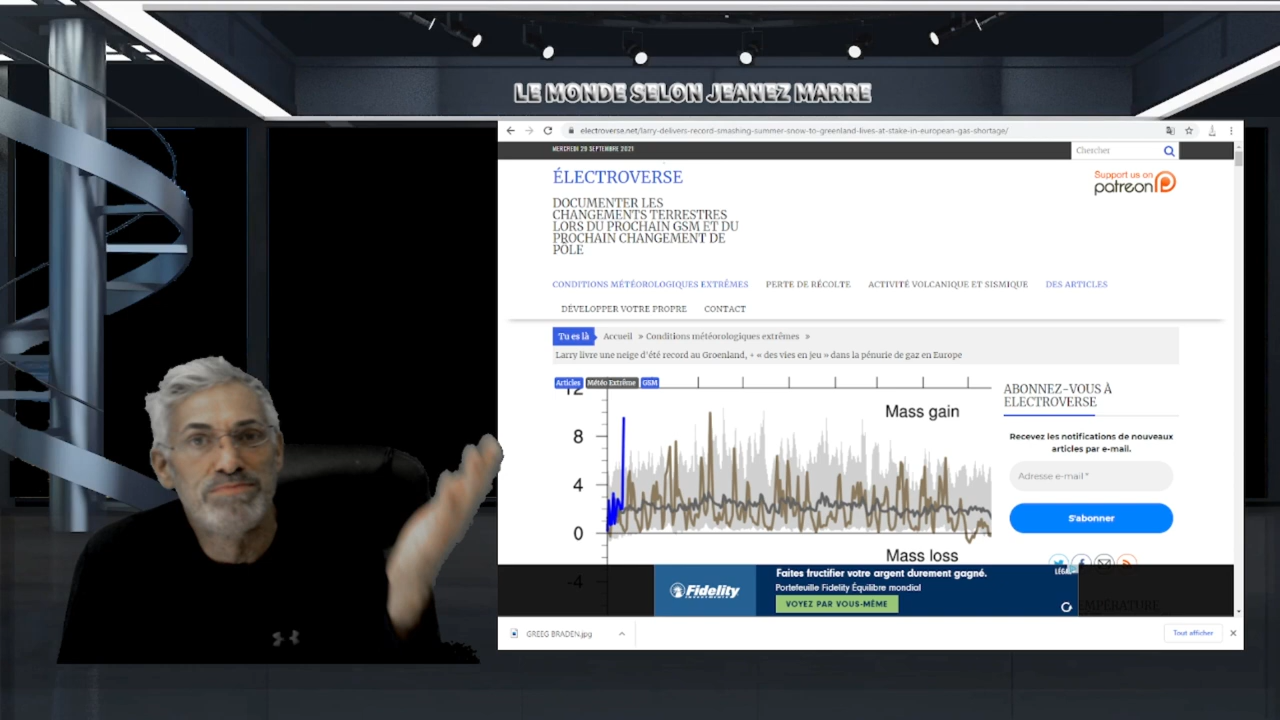 LE MONDE SELON JEANEZ MARRE
electroverse.net/larry-delivers-record-smashing-summer-snow-to-greenland-lives-at-stake-in-european-gas-shortage/
MERCREDI 29 SEPTEMBRE 2021
Chercher
ÉLECTROVERSE
Support us on
patreon
DOCUMENTER LES
CHANGEMENTS TERRESTRES
LORS DU PROCHAIN GSM ET DU
PROCHAIN CHANGEMENT DE
PÔLE
CONDITIONS MÉTÉOROLOGIQUES EXTRÊMES PERTE DE RÉCOLTE ACTIVITÉ VOLCANIQUE ET SISMIQUE DES ARTICLES
DÉVELOPPER VOTRE PROPRE CONTACT
Tu es là Accueil » Conditions météorologiques extrêmes »
Larry livre une neige d'été record au Groenland, + « des vies en jeu » dans la pénurie de gaz en Europe
Articles Météo Extrême GSM
12
Mass gain
8
4
0
Mass loss
-4
ABONNEZ-VOUS À
ELECTROVERSE
Recevez les notifications de nouveaux
articles par e-mail.
Adresse e-mail *
S'abonner
LÉGAL
Fidelity
INVESTMENTS
Faites fructifier votre argent durement gagné.
Portefeuille Fidelity Équilibre mondial
VOYEZ PAR VOUS-MÊME
EMPÉRATURE
GREEG BRADEN.jpg
Tout afficher